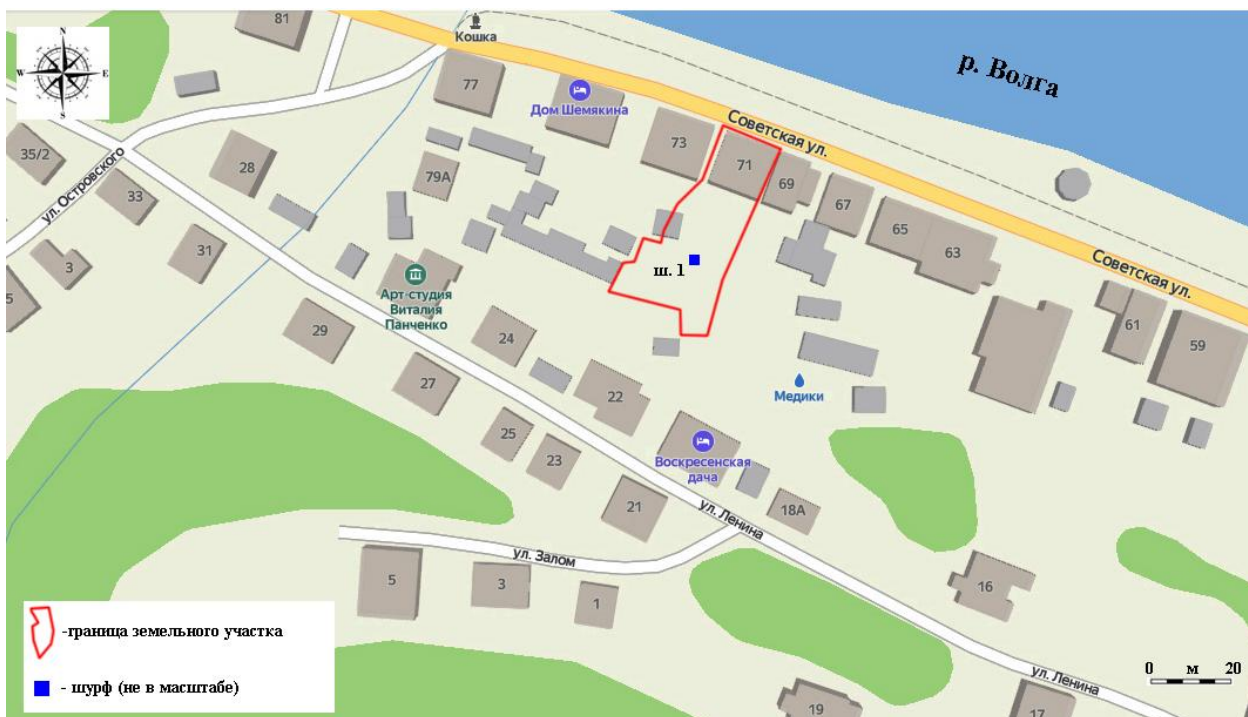 81
N
W
E
S
Кошка
р. Волга
77
Дом Шемякина
Советская ул.
73
71
69
67
65
63
35/2
ул. Островского
28
79А
33
31
3
5
ш. 1
Арт-студия
Виталия
Панченко
Советская ул.
61
59
29
24
27
22
Медики
25
23
Воскресенская
дача
21
18А
ул. Ленина
ул. Залом
5
3
1
16
-граница земельного участка
- шурф (не в масштабе)
0 м 20
ул. Ленина
19
17